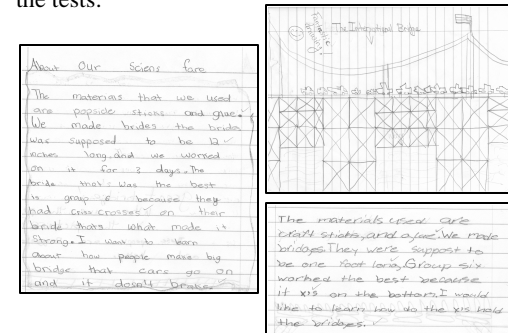 the tests.
About Our Sciens fare
The materials that we used
are popside sticks and glue.
We made brides the bridg
was supposed to be 12
inches long. and we worked
on it for 3 days. The
bride that was the best
is group 6 because they
had criss crosses on their
bride thats what made it
strong. I want to learn
about how people make big
bridge that cars go on
and it dosn't brake
Fantastic drawing!
The International Bridge
The materials used are
craft sticks, and glue. We made
bridges. They were suppost to
be one foot long. Group six
worked the best because
it x's on the bottom. I would
like to learn how do the x's hold
the bridges.